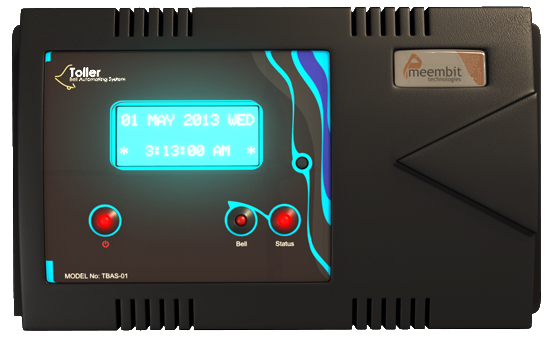 Toller
Bell Automating System
meembit
technologies
01 MAY 2013 WED
* 3:13:00 AM *
Bell
Status
MODEL No: TBAS-01